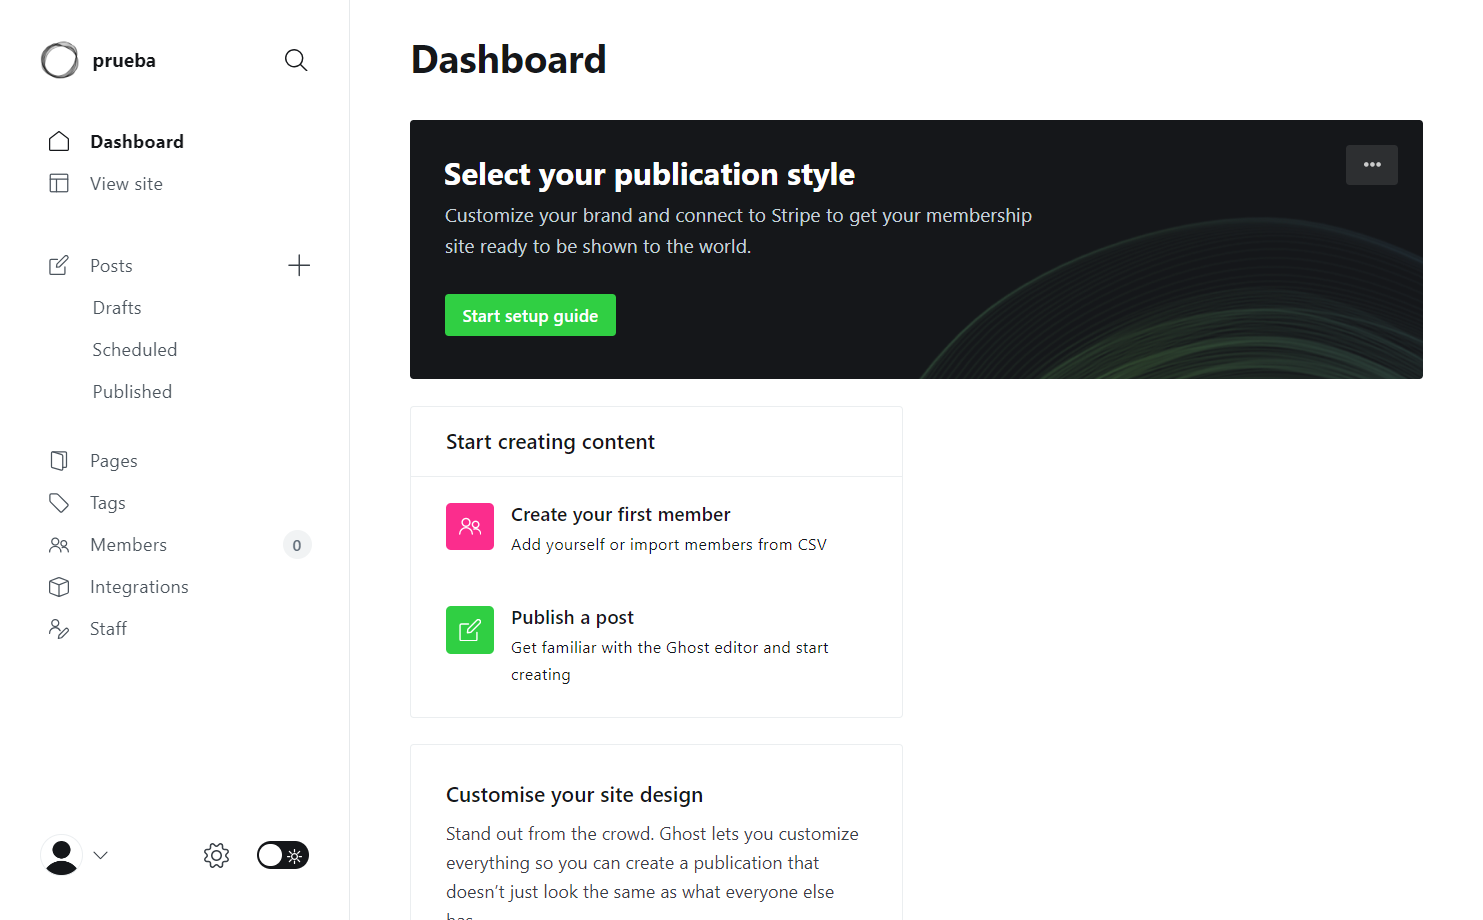 prueba
Dashboard
View site
Posts
Drafts
Scheduled
Published
Pages
Tags
Members
0
Integrations
Staff
Dashboard
Select your publication style
Customize your brand and connect to Stripe to get your membership
site ready to be shown to the world.
Start setup guide
Start creating content
Create your first member
Add yourself or import members from CSV
Publish a post
Get familiar with the Ghost editor and start
creating
Customise your site design
Stand out from the crowd. Ghost lets you customize
everything so you can create a publication that
doesn’t just look the same as what everyone else
has.